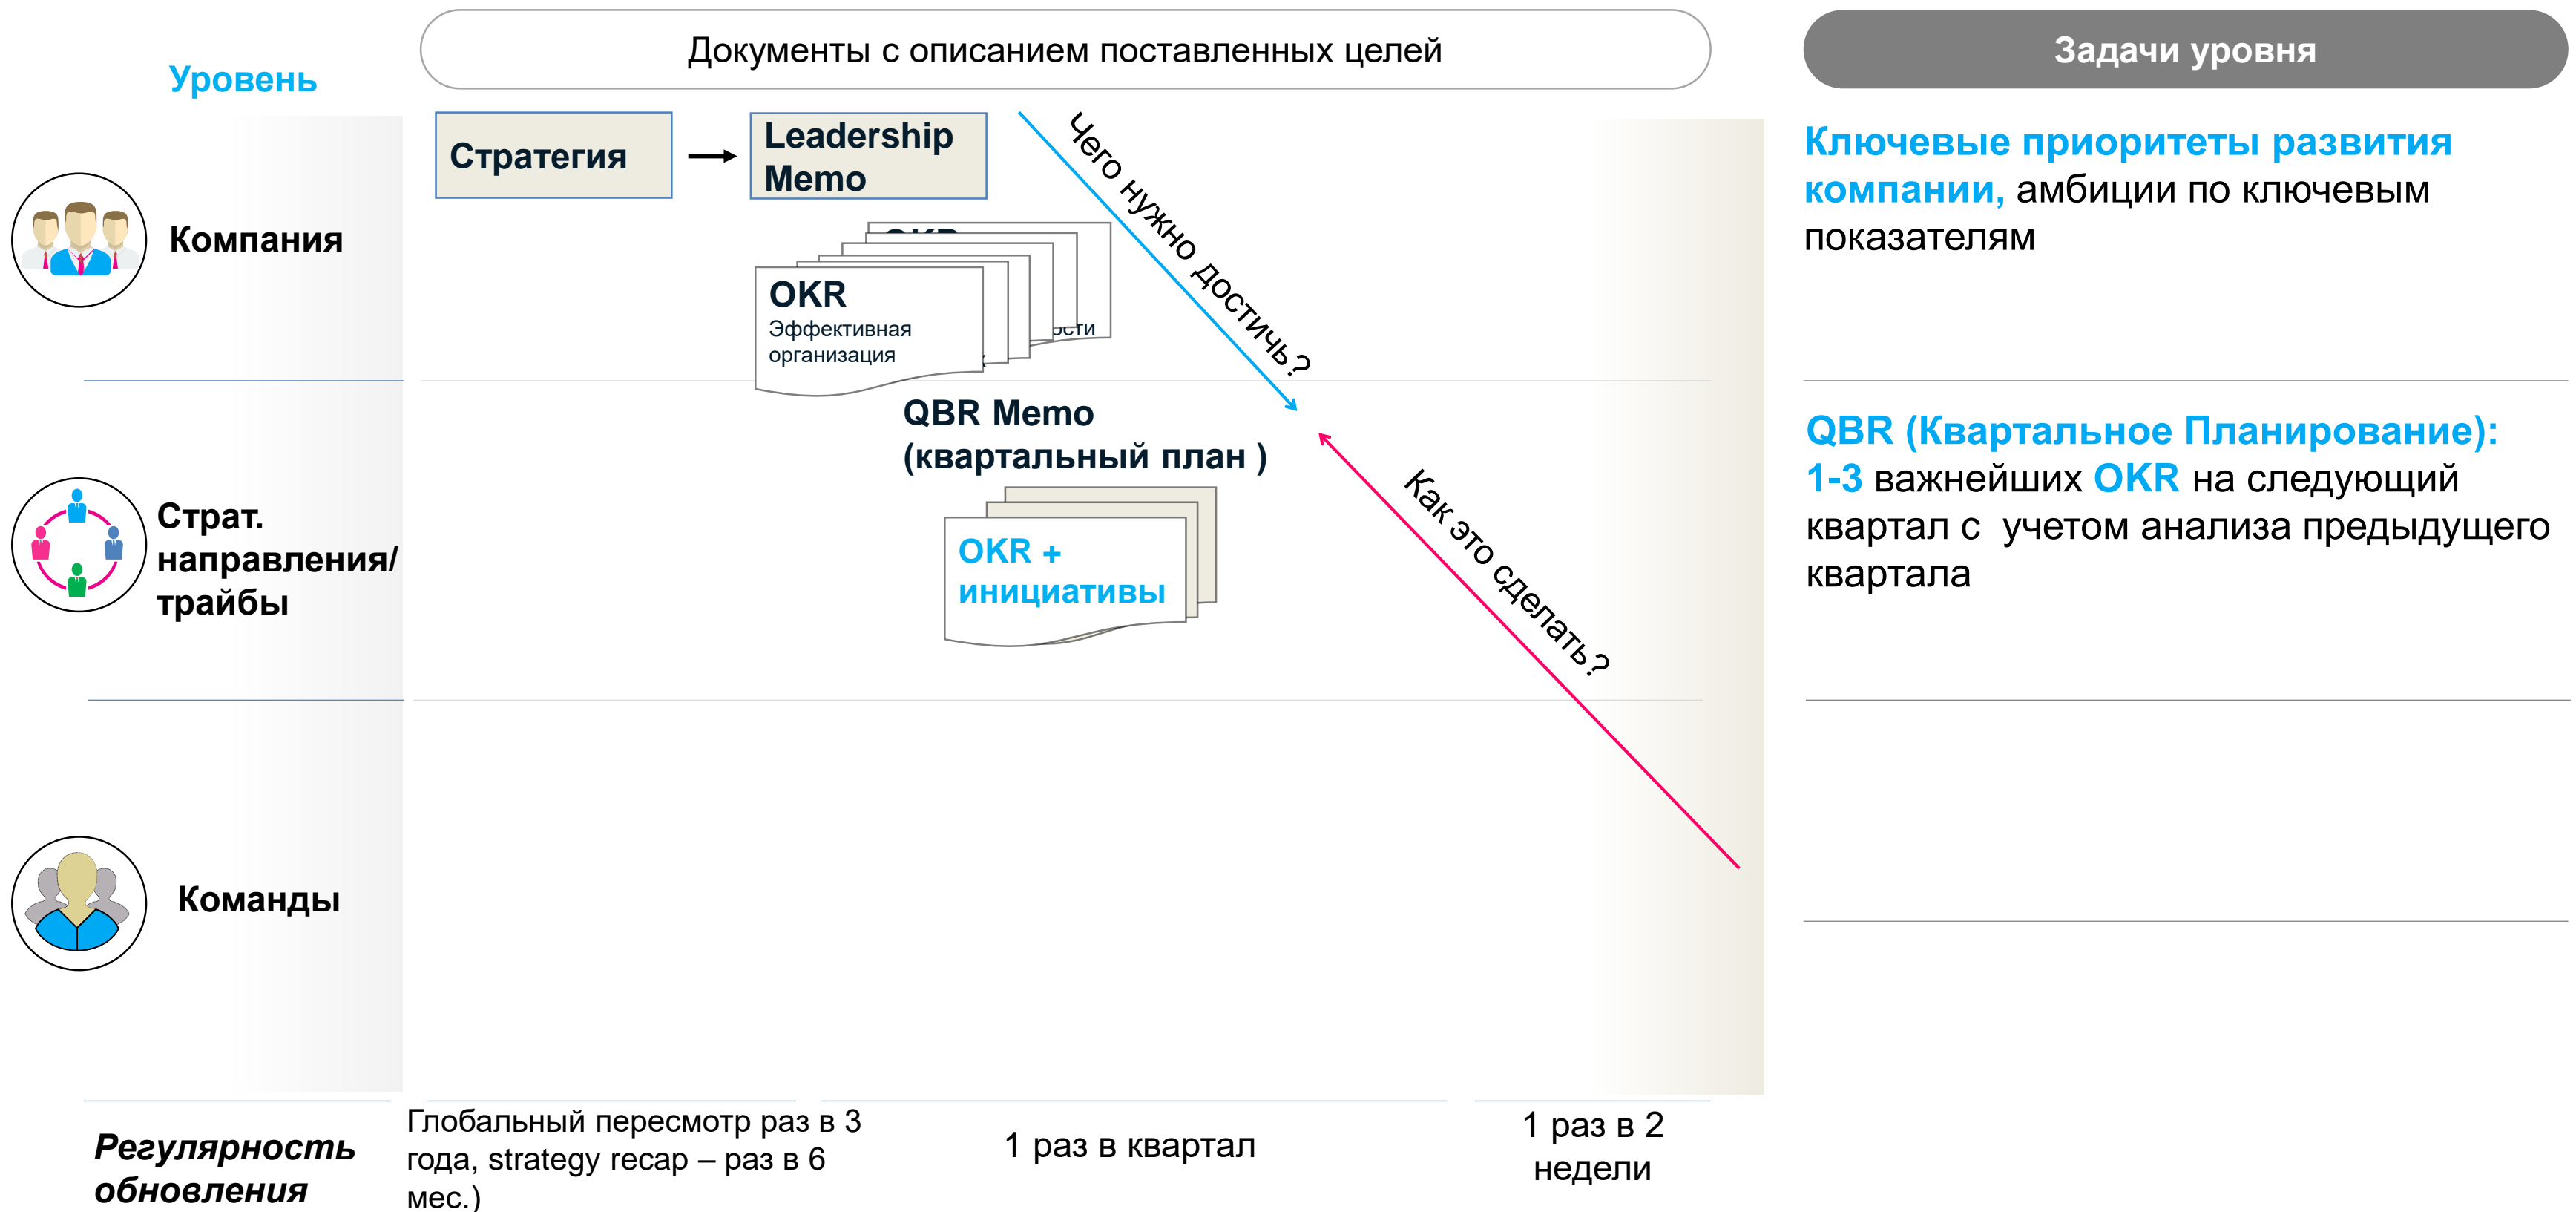 Документы с описанием поставленных целей
Задачи уровня
Уровень
Стратегия
Leadership
Memo
Чего нужно достичь?
Ключевые приоритеты развития
компании, амбиции по ключевым
показателям
Компания
OKR
Эффективная
организация
QBR Memo
(квартальный план )
QBR (Квартальное Планирование):
1-3 важнейших OKR на следующий
квартал с  учетом анализа предыдущего
квартала
Как это сделать?
Страт.
направления/
трайбы
OKR +
инициативы
Команды
Регулярность
обновления
Глобальный пересмотр раз в 3
года, strategy recap – раз в 6
мес.)
1 раз в квартал
1 раз в 2
недели